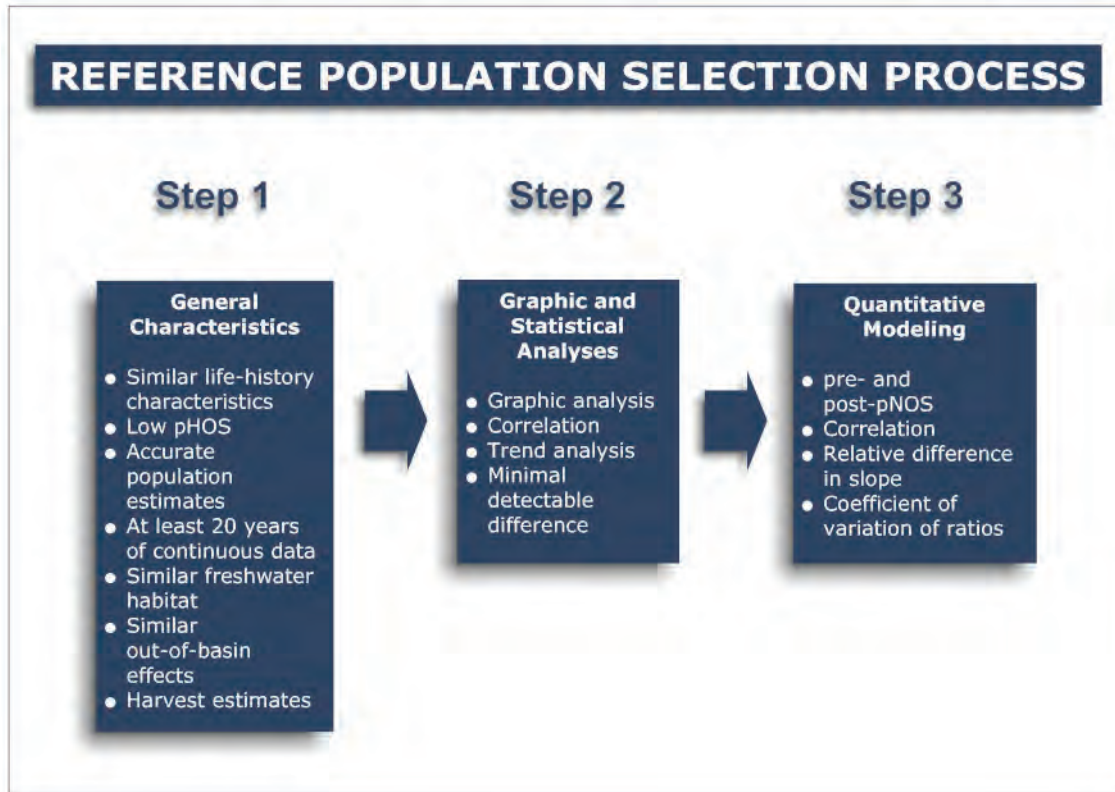 REFERENCE POPULATION SELECTION PROCESS
Step 1
General
Characteristics
● Similar life-history
characteristics
● Low pHOS
● Accurate
population
estimates
● At least 20 years
of continuous data
● Similar freshwater
habitat
● Similar
out-of-basin
effects
● Harvest estimates
Step 2
Graphic and
Statistical
Analyses
● Graphic analysis
● Correlation
● Trend analysis
● Minimal
detectable
difference
Step 3
Quantitative
Modeling
● pre- and
post-pNOS
● Correlation
● Relative difference
in slope
● Coefficient of
variation of ratios